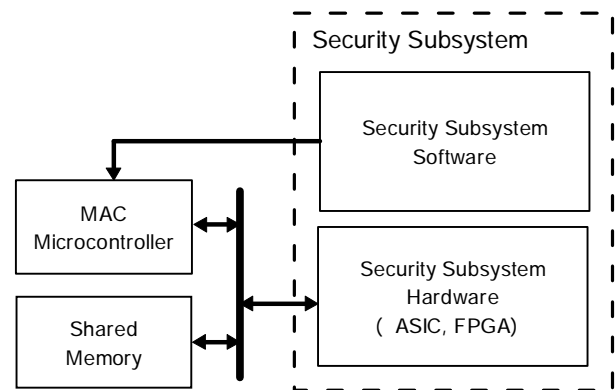 Security Subsystem
Security Subsystem
Software
MAC
Microcontroller
Security Subsystem
Hardware
( ASIC, FPGA)
Shared
Memory